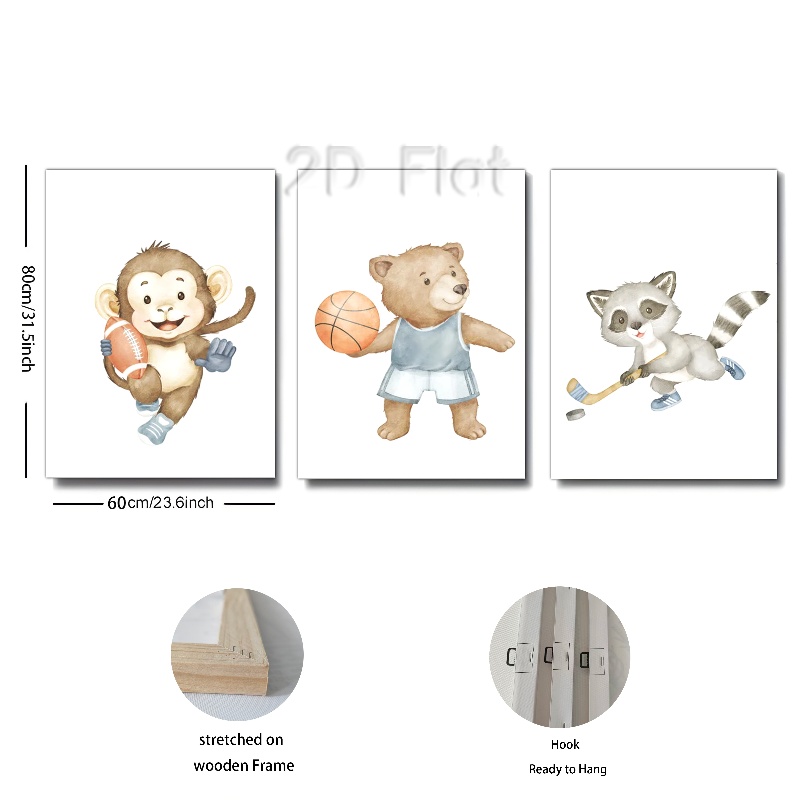 2D Flat
80cm/31.5inch
60cm/23.6inch
stretched on
wooden Frame
Hook
Ready to Hang